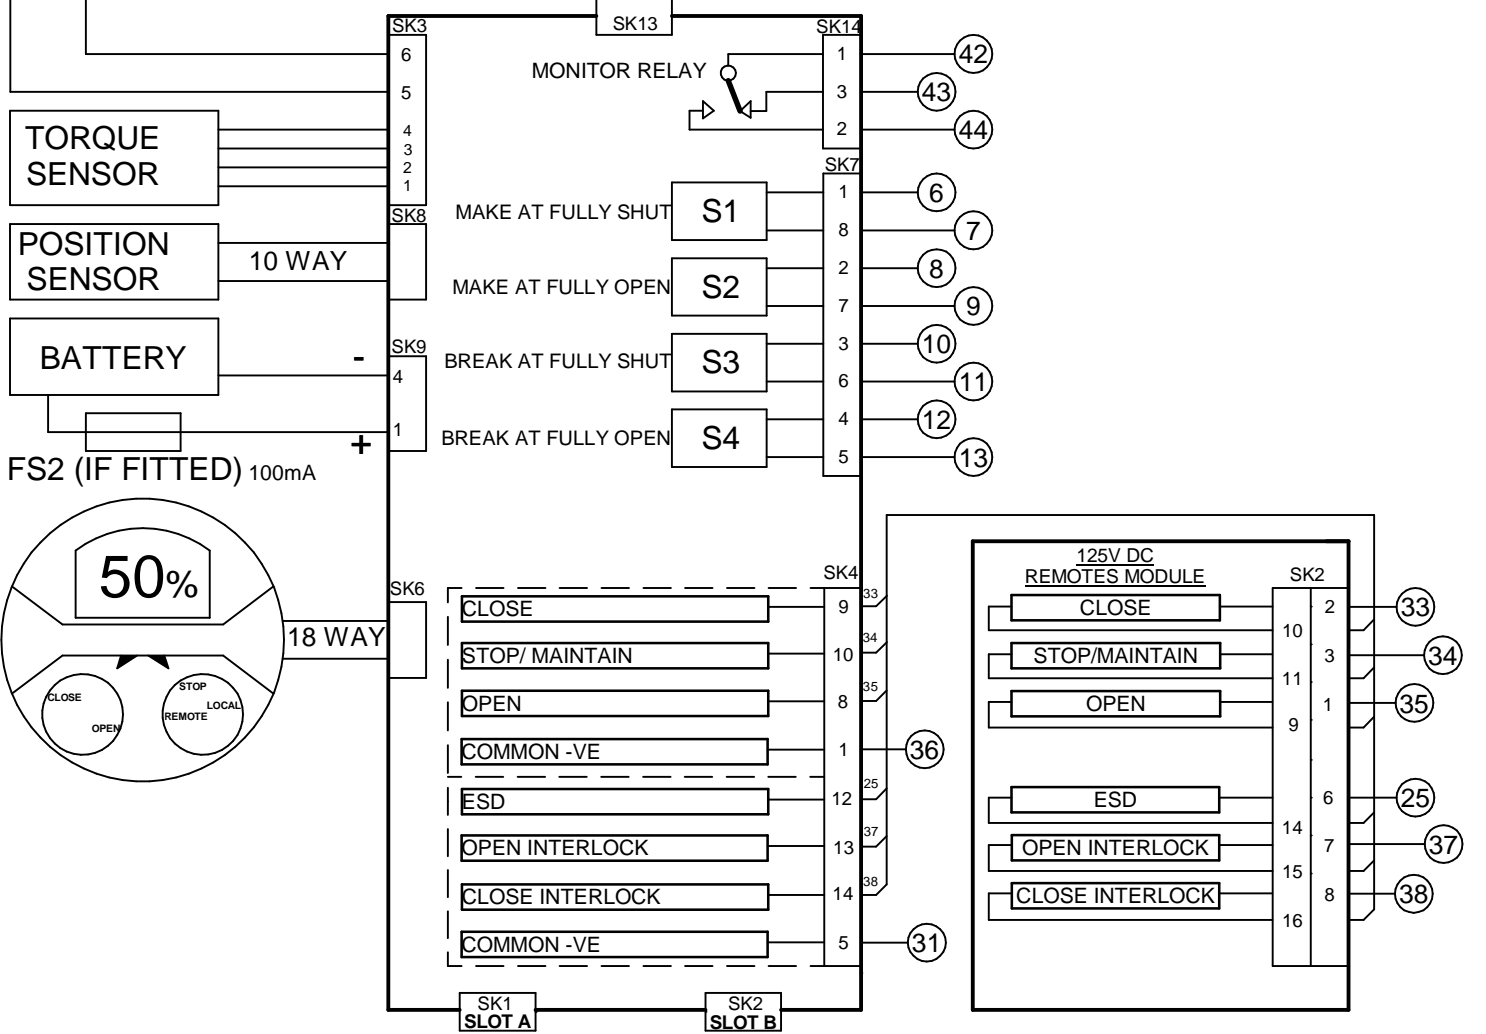 SK13
SK3
6
5
4
3
2
1
TORQUE
SENSOR
SK8
POSITION
SENSOR
10 WAY
BATTERY
-
SK9
4
1
+
FS2 (IF FITTED) 100mA
50%
CLOSE
OPEN
STOP
LOCAL
REMOTE
18 WAY
SK6
MONITOR RELAY
SK14
1 42
3 43
2 44
SK7
MAKE AT FULLY SHUT S1
1 6
8 7
MAKE AT FULLY OPEN S2
2 8
7 9
BREAK AT FULLY SHUT S3
3 10
6 11
BREAK AT FULLY OPEN S4
4 12
5 13
SK4
CLOSE 9 33
STOP/ MAINTAIN 10 34
OPEN 8 35
COMMON -VE 1 36
ESD 12 25
OPEN INTERLOCK 13 37
CLOSE INTERLOCK 14 38
COMMON -VE 5 31
SK1
SLOT A
SK2
SLOT B
125V DC
REMOTES MODULE
SK2
CLOSE 2 33
10
STOP/MAINTAIN 3 34
11
OPEN 1 35
9
ESD 6 25
14
OPEN INTERLOCK 7 37
15
CLOSE INTERLOCK 8 38
16